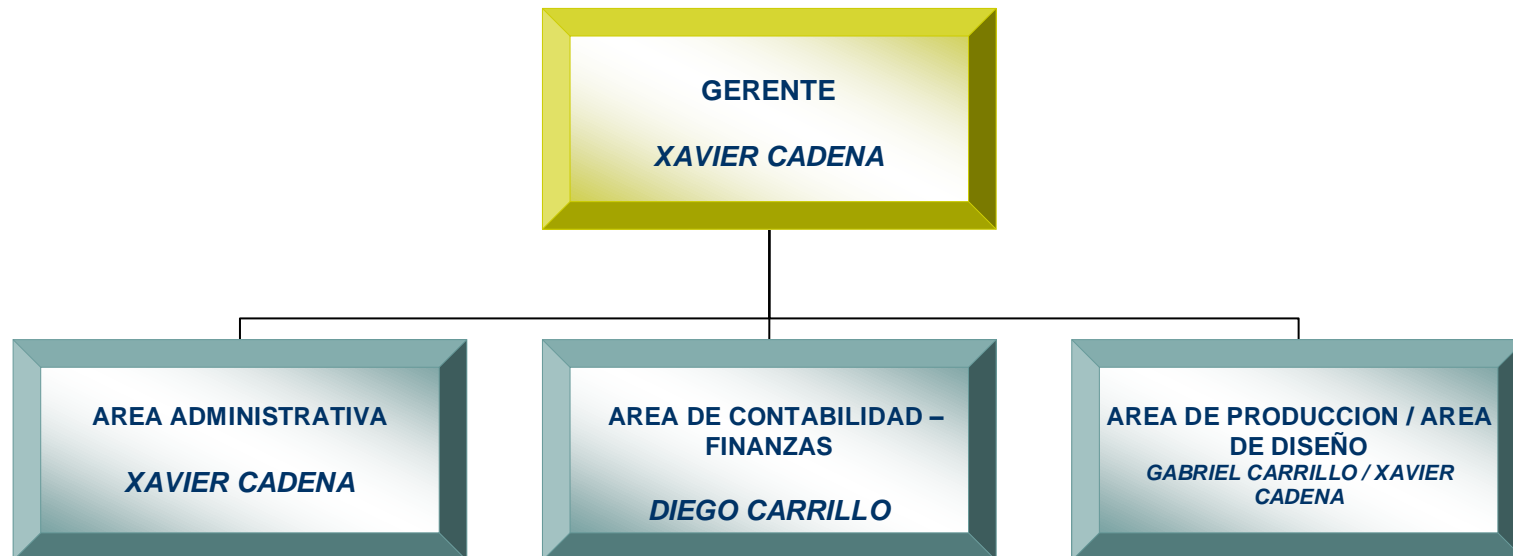 GERENTE
XAVIER CADENA
AREA ADMINISTRATIVA
XAVIER CADENA
AREA DE CONTABILIDAD –
FINANZAS
DIEGO CARRILLO
AREA DE PRODUCCION / AREA
DE DISEÑO
GABRIEL CARRILLO / XAVIER
CADENA